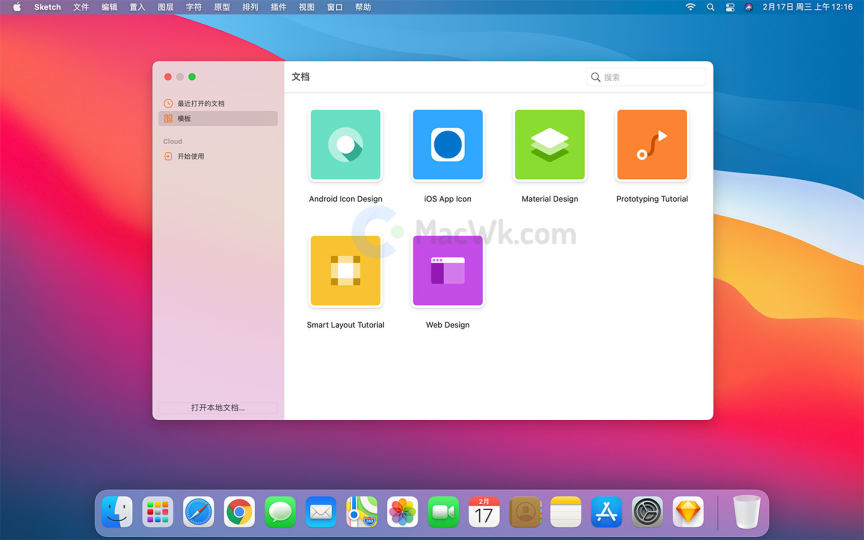 Sketch 文件 编辑 置入 图层 字符 原型 排列 插件 视图 窗口 帮助 2月17日 周三 上午12:16
文档
搜索
最近打开的文档
模板
Cloud
开始使用
Android Icon Design iOS App Icon Material Design Prototyping Tutorial
MacWk.com
Smart Layout Tutorial Web Design
打开本地文档...
2月
17